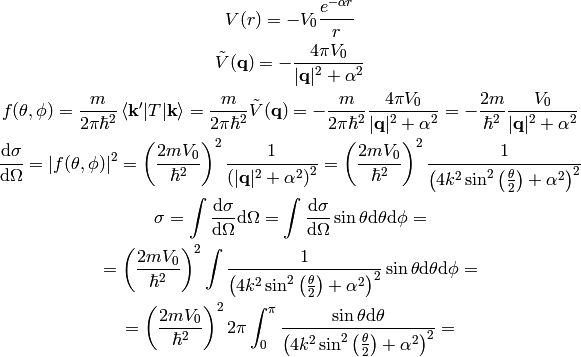 V(r) = -V_0 \frac{e^{-\alpha r}}{r}
\tilde{V}(\mathbf{q}) = -\frac{4\pi V_0}{|\mathbf{q}|^2 + \alpha^2}
f(\theta, \phi) = \frac{m}{2\pi\hbar^2} \langle \mathbf{k}'|T|\mathbf{k} \rangle = \frac{m}{2\pi\hbar^2} \tilde{V}(\mathbf{q}) = -\frac{m}{2\pi\hbar^2} \frac{4\pi V_0}{|\mathbf{q}|^2 + \alpha^2} = -\frac{2m}{\hbar^2} \frac{V_0}{|\mathbf{q}|^2 + \alpha^2}
\frac{\mathrm{d}\sigma}{\mathrm{d}\Omega} = |f(\theta, \phi)|^2 = \left(\frac{2mV_0}{\hbar^2}\right)^2 \frac{1}{(|\mathbf{q}|^2 + \alpha^2)^2} = \left(\frac{2mV_0}{\hbar^2}\right)^2 \frac{1}{\left(4k^2 \sin^2\left(\frac{\theta}{2}\right) + \alpha^2\right)^2}
\sigma = \int \frac{\mathrm{d}\sigma}{\mathrm{d}\Omega} \mathrm{d}\Omega = \int \frac{\mathrm{d}\sigma}{\mathrm{d}\Omega} \sin\theta \mathrm{d}\theta \mathrm{d}\phi =
= \left(\frac{2mV_0}{\hbar^2}\right)^2 \int \frac{1}{\left(4k^2 \sin^2\left(\frac{\theta}{2}\right) + \alpha^2\right)^2} \sin\theta \mathrm{d}\theta \mathrm{d}\phi =
= \left(\frac{2mV_0}{\hbar^2}\right)^2 2\pi \int_0^\pi \frac{\sin\theta \mathrm{d}\theta}{\left(4k^2 \sin^2\left(\frac{\theta}{2}\right) + \alpha^2\right)^2} =